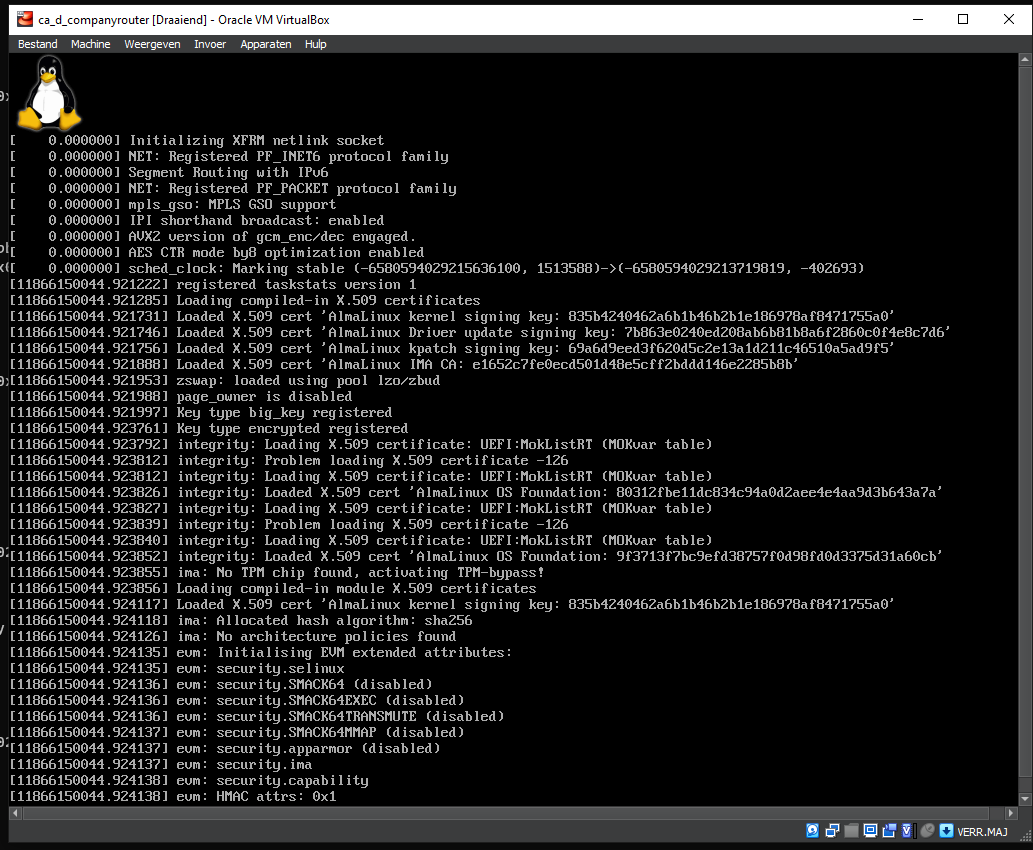 ca_d_companyrouter [Draaiend] - Oracle VM VirtualBox
Bestand Machine Weergeven Invoer Apparaten Hulp
[    0.000000] Initializing XFRM netlink socket
[    0.000000] NET: Registered PF_INET6 protocol family
[    0.000000] Segment Routing with IPv6
[    0.000000] NET: Registered PF_PACKET protocol family
[    0.000000] mpls_gso: MPLS GSO support
[    0.000000] IPI shorthand broadcast: enabled
[    0.000000] AVX2 version of gcm_enc/dec engaged.
[    0.000000] AES CTR mode by8 optimization enabled
[    0.000000] sched_clock: Marking stable (-6580594029215636100, 1513588)->(-6580594029213719819, -402693)
[11866150044.921222] registered taskstats version 1
[11866150044.921285] Loading compiled-in X.509 certificates
[11866150044.921731] Loaded X.509 cert 'AlmaLinux kernel signing key: 835b4240462a6b1b46b2b1e186978af8471755a0'
[11866150044.921746] Loaded X.509 cert 'AlmaLinux Driver update signing key: 7b863e0240ed208ab6b81b8a6f2860c0f4e8c7d6'
[11866150044.921756] Loaded X.509 cert 'AlmaLinux kpatch signing key: 69a6d9eed3f620d5c2e13a1d211c46510a5ad9f5'
[11866150044.921888] Loaded X.509 cert 'AlmaLinux IMA CA: e1652c7fe0ecd501d48e5cff2bddd146e2285b8b'
[11866150044.921953] zswap: loaded using pool lzo/zbud
[11866150044.921988] page_owner is disabled
[11866150044.921997] Key type big_key registered
[11866150044.923761] Key type encrypted registered
[11866150044.923792] integrity: Loading X.509 certificate: UEFI:MokListRT (MOKvar table)
[11866150044.923812] integrity: Problem loading X.509 certificate -126
[11866150044.923812] integrity: Loading X.509 certificate: UEFI:MokListRT (MOKvar table)
[11866150044.923826] integrity: Loaded X.509 cert 'AlmaLinux OS Foundation: 80312fbe11dc834c94a0d2aee4e4aa9d3b643a7a'
[11866150044.923827] integrity: Loading X.509 certificate: UEFI:MokListRT (MOKvar table)
[11866150044.923839] integrity: Problem loading X.509 certificate -126
[11866150044.923840] integrity: Loading X.509 certificate: UEFI:MokListRT (MOKvar table)
[11866150044.923852] integrity: Loaded X.509 cert 'AlmaLinux OS Foundation: 9f3713f7bc9efd38757f0d98fd0d3375d31a60cb'
[11866150044.923855] ima: No TPM chip found, activating TPM-bypass!
[11866150044.923856] Loading compiled-in module X.509 certificates
[11866150044.924117] Loaded X.509 cert 'AlmaLinux kernel signing key: 835b4240462a6b1b46b2b1e186978af8471755a0'
[11866150044.924118] ima: Allocated hash algorithm: sha256
[11866150044.924126] ima: No architecture policies found
[11866150044.924135] evm: Initialising EVM extended attributes:
[11866150044.924135] evm: security.selinux
[11866150044.924136] evm: security.SMACK64 (disabled)
[11866150044.924136] evm: security.SMACK64EXEC (disabled)
[11866150044.924136] evm: security.SMACK64TRANSMUTE (disabled)
[11866150044.924137] evm: security.SMACK64MMAP (disabled)
[11866150044.924137] evm: security.apparmor (disabled)
[11866150044.924137] evm: security.ima
[11866150044.924138] evm: security.capability
[11866150044.924138] evm: HMAC attrs: 0x1
VERR.MAJ